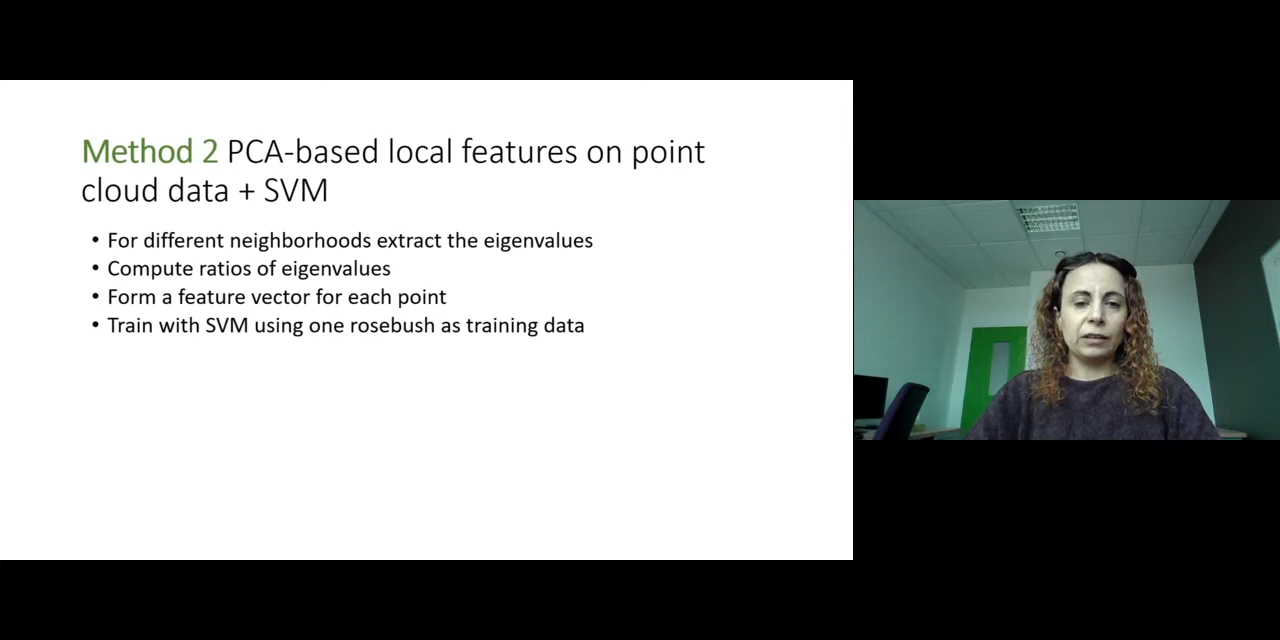 Method 2 PCA-based local features on point
cloud data + SVM
• For different neighborhoods extract the eigenvalues
• Compute ratios of eigenvalues
• Form a feature vector for each point
• Train with SVM using one rosebush as training data